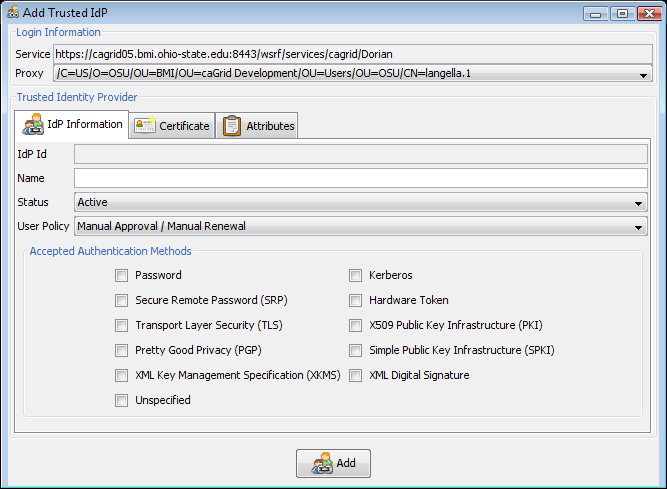 Add Trusted IdP
Login Information
Service https://cagrid05.bmi.ohio-state.edu:8443/wsrf/services/cagrid/Dorian
Proxy /C=US/O=OSU/OU=BMI/OU=caGrid Development/OU=Users/OU=OSU/CN=langella.1
Trusted Identity Provider
IdP Information Certificate Attributes
IdP Id
Name
Status Active
User Policy Manual Approval / Manual Renewal
Accepted Authentication Methods
Password Kerberos
Secure Remote Password (SRP) Hardware Token
Transport Layer Security (TLS) X509 Public Key Infrastructure (PKI)
Pretty Good Privacy (PGP) Simple Public Key Infrastructure (SPKI)
XML Key Management Specification (XKMS) XML Digital Signature
Unspecified
Add